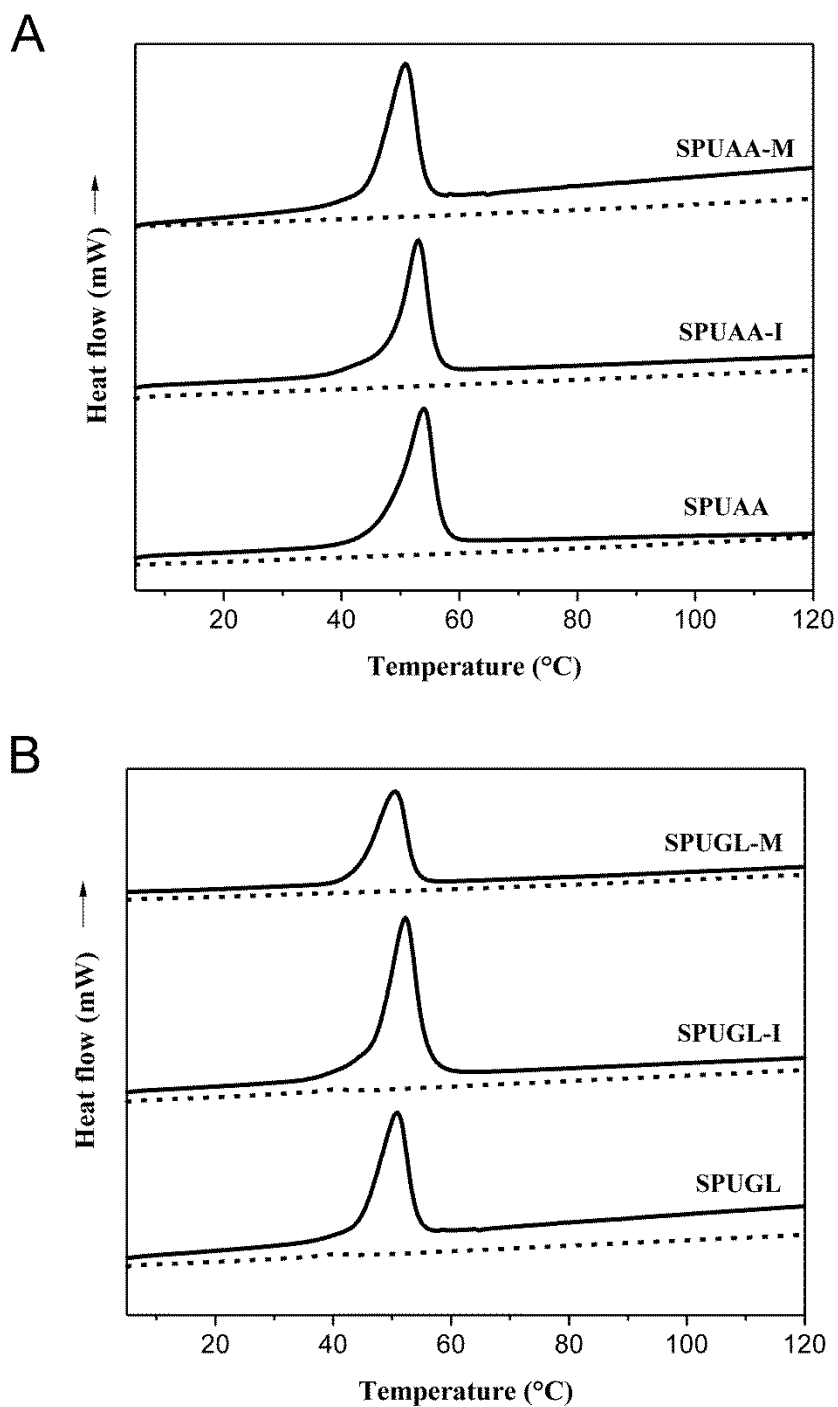 A
SPUAA-M
SPUAA-I
SPUAA
Heat flow (mW) →
20 40 60 80 100 120
Temperature (°C)
B
SPUGL-M
SPUGL-I
SPUGL
Heat flow (mW) →
20 40 60 80 100 120
Temperature (°C)